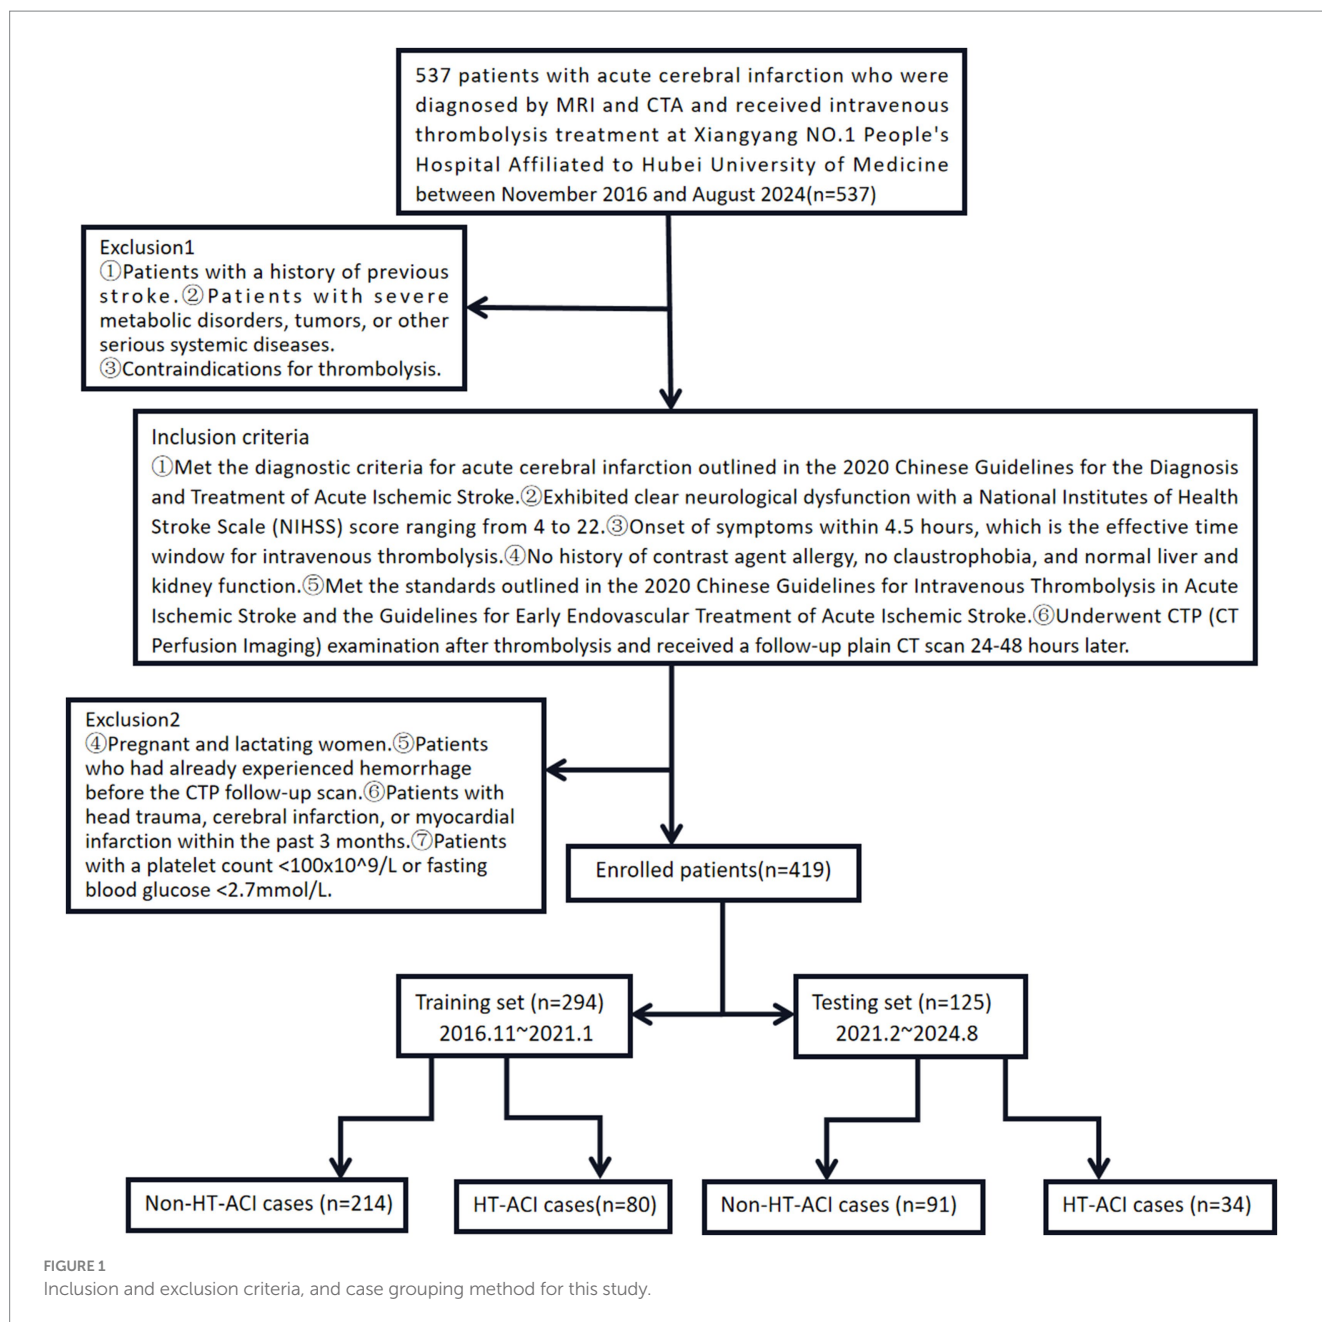 537 patients with acute cerebral infarction who were
diagnosed by MRI and CTA and received intravenous
thrombolysis treatment at Xiangyang NO.1 People's
Hospital Affiliated to Hubei University of Medicine
between November 2016 and August 2024(n=537)
Exclusion1
①Patients with a history of previous
stroke.②Patients with severe
metabolic disorders, tumors, or other
serious systemic diseases.
③Contraindications for thrombolysis.
Inclusion criteria
①Met the diagnostic criteria for acute cerebral infarction outlined in the 2020 Chinese Guidelines for the Diagnosis
and Treatment of Acute Ischemic Stroke.②Exhibited clear neurological dysfunction with a National Institutes of Health
Stroke Scale (NIHSS) score ranging from 4 to 22.③Onset of symptoms within 4.5 hours, which is the effective time
window for intravenous thrombolysis.④No history of contrast agent allergy, no claustrophobia, and normal liver and
kidney function.⑤Met the standards outlined in the 2020 Chinese Guidelines for Intravenous Thrombolysis in Acute
Ischemic Stroke and the Guidelines for Early Endovascular Treatment of Acute Ischemic Stroke.⑥Underwent CTP (CT
Perfusion Imaging) examination after thrombolysis and received a follow-up plain CT scan 24-48 hours later.
Exclusion2
④Pregnant and lactating women.⑤Patients
who had already experienced hemorrhage
before the CTP follow-up scan.⑥Patients with
head trauma, cerebral infarction, or myocardial
infarction within the past 3 months.⑦Patients
with a platelet count <100x10^9/L or fasting
blood glucose <2.7mmol/L.
Enrolled patients(n=419)
Training set (n=294)
2016.11~2021.1
Testing set (n=125)
2021.2~2024.8
Non-HT-ACI cases (n=214)
HT-ACI cases(n=80)
Non-HT-ACI cases (n=91)
HT-ACI cases (n=34)
FIGURE 1
Inclusion and exclusion criteria, and case grouping method for this study.